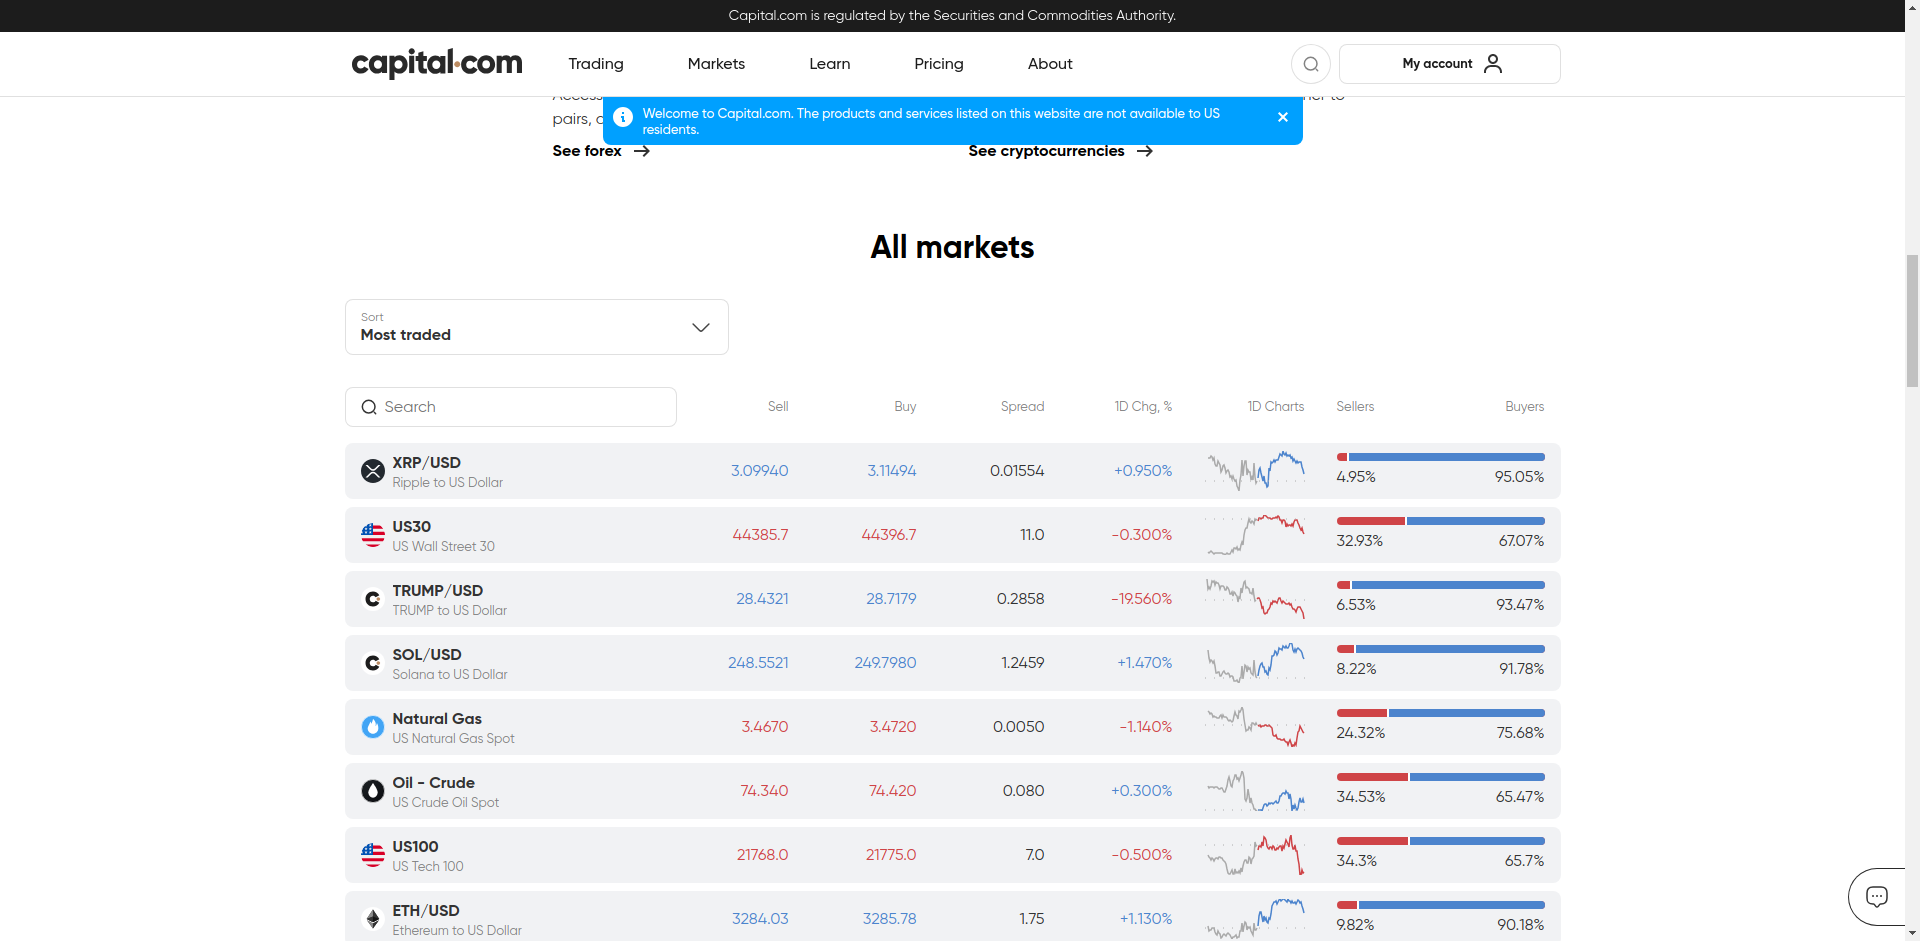 Capital.com is regulated by the Securities and Commodities Authority.
capital.com
Trading
Markets
Learn
Pricing
About
My account
Welcome to Capital.com. The products and services listed on this website are not available to US
residents.
pairs,
See forex
See cryptocurrencies
All markets
Sort
Most traded
Search
Sell Buy Spread 1D Chg, % 1D Charts Sellers Buyers
XRP/USD
Ripple to US Dollar
3.09940 3.11494 0.01554 +0.950% 4.95% 95.05%
US30
US Wall Street 30
44385.7 44396.7 11.0 -0.300% 32.93% 67.07%
TRUMP/USD
TRUMP to US Dollar
28.4321 28.7179 0.2858 -19.560% 6.53% 93.47%
SOL/USD
Solana to US Dollar
248.5521 249.7980 1.2459 +1.470% 8.22% 91.78%
Natural Gas
US Natural Gas Spot
3.4670 3.4720 0.0050 -1.140% 24.32% 75.68%
Oil - Crude
US Crude Oil Spot
74.340 74.420 0.080 +0.300% 34.53% 65.47%
US100
US Tech 100
21768.0 21775.0 7.0 -0.500% 34.3% 65.7%
ETH/USD
Ethereum to US Dollar
3284.03 3285.78 1.75 +1.130% 9.82% 90.18%